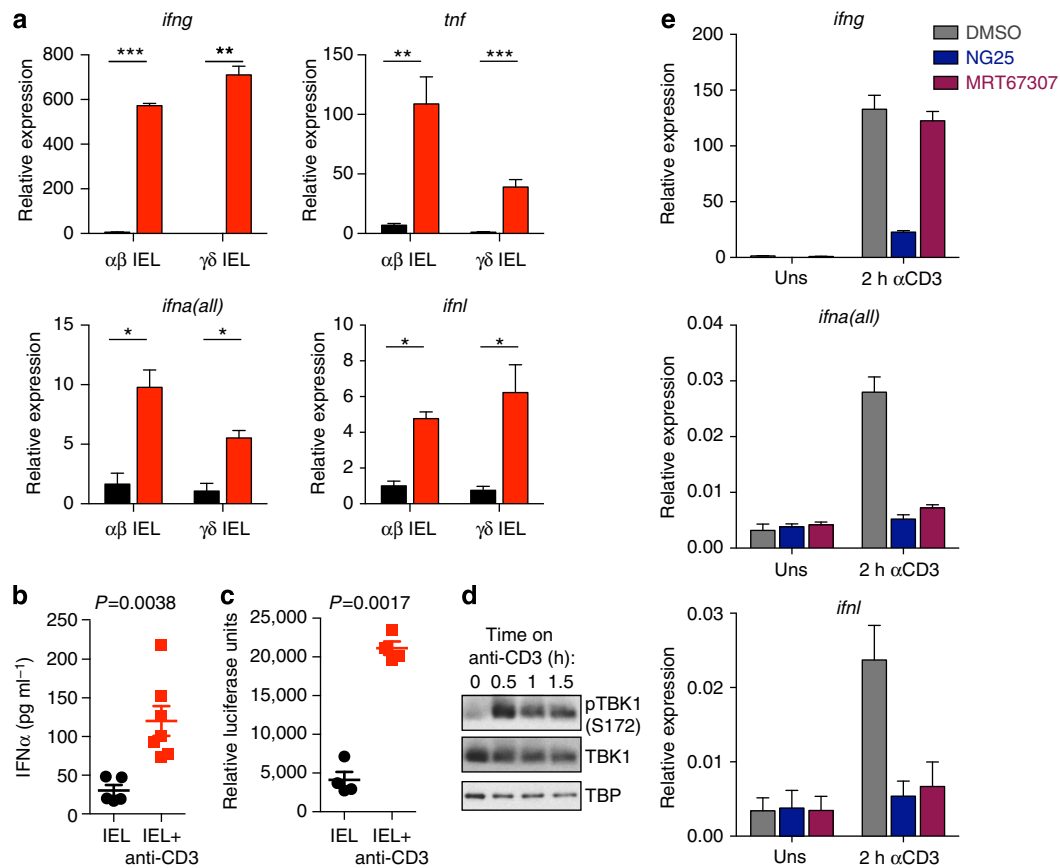 a
ifng
Relative expression
800
600
400
200
0
***
**
αβ IEL
γδ IEL
tnf
Relative expression
150
100
50
0
**
***
αβ IEL
γδ IEL
ifna(all)
Relative expression
15
10
5
0
*
*
αβ IEL
γδ IEL
ifnl
Relative expression
8
6
4
2
0
*
*
αβ IEL
γδ IEL
b
P=0.0038
IFNα (pg ml⁻¹)
250
200
150
100
50
0
IEL
IEL+
anti-CD3
c
P=0.0017
Relative luciferase units
25,000
20,000
15,000
10,000
5,000
0
IEL
IEL+
anti-CD3
d
Time on
anti-CD3 (h):
0 0.5 1 1.5
pTBK1
(S172)
TBK1
TBP
e
ifng
DMSO
NG25
MRT67307
Relative expression
200
150
100
50
0
Uns
2 h αCD3
ifna(all)
Relative expression
0.04
0.03
0.02
0.01
0.00
Uns
2 h αCD3
ifnl
Relative expression
0.03
0.02
0.01
0.00
Uns
2 h αCD3